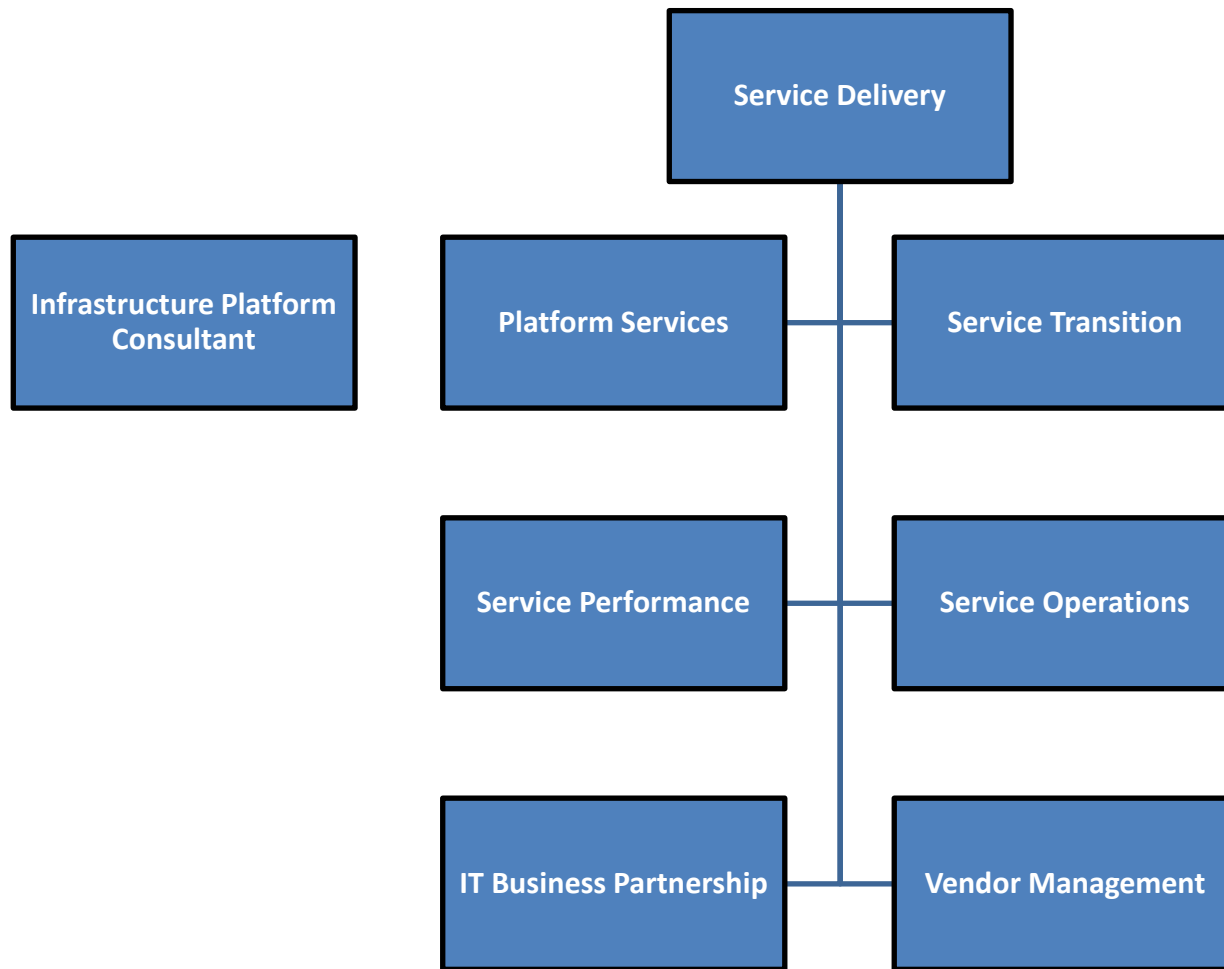 Service Delivery
Infrastructure Platform
Consultant
Platform Services
Service Transition
Service Performance
Service Operations
IT Business Partnership
Vendor Management